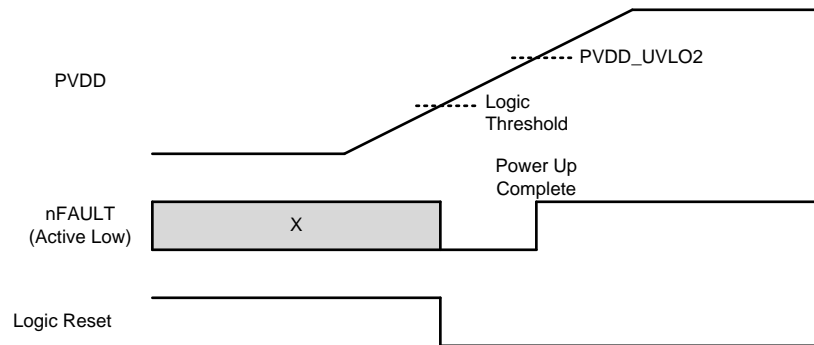 PVDD_UVLO2
PVDD
Logic
Threshold
Power Up
Complete
nFAULT
(Active Low)
X
Logic Reset